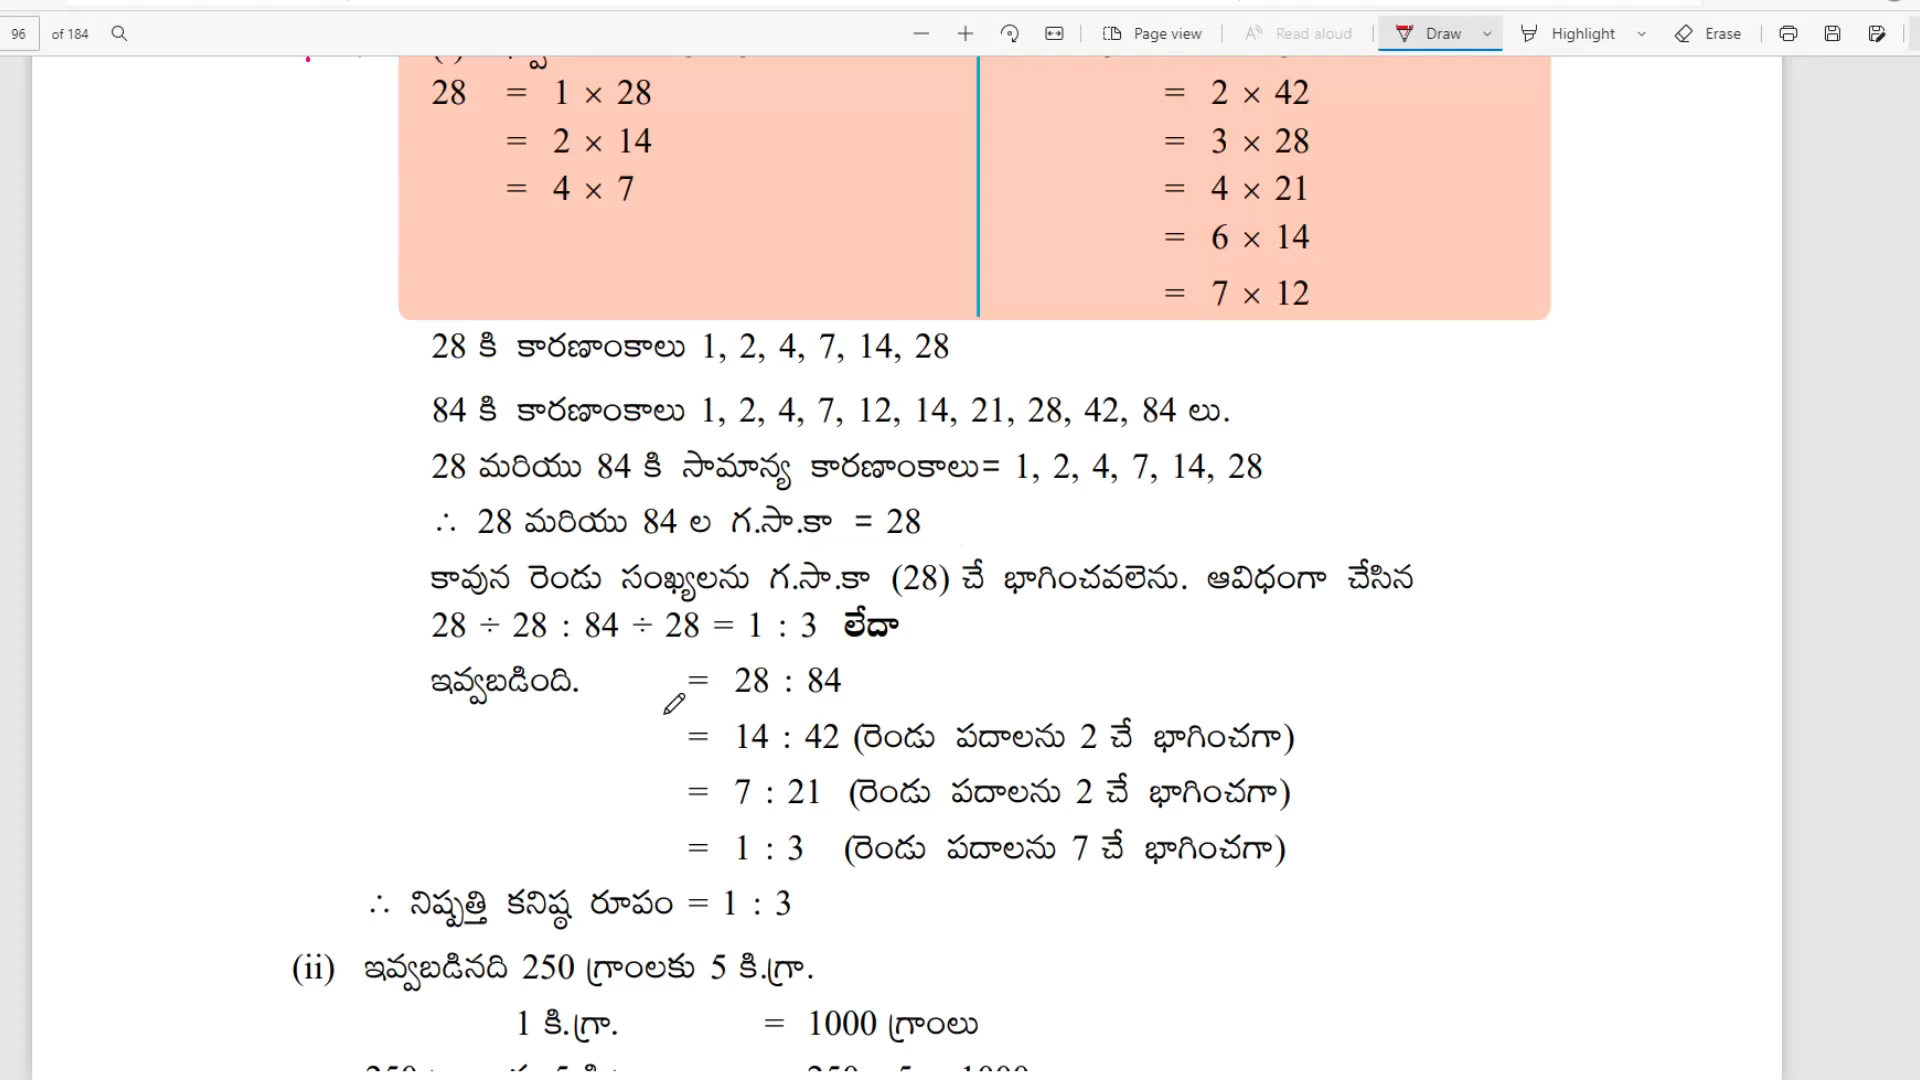 96 of 184 Page view Read aloud Draw Highlight Erase
28 = 1 × 28
= 2 × 14
= 4 × 7
= 2 × 42
= 3 × 28
= 4 × 21
= 6 × 14
= 7 × 12
28 కి కారణాంకాలు 1, 2, 4, 7, 14, 28
84 కి కారణాంకాలు 1, 2, 4, 7, 12, 14, 21, 28, 42, 84 లు.
28 మరియు 84 కి సామాన్య కారణాంకాలు= 1, 2, 4, 7, 14, 28
∴ 28 మరియు 84 ల గ.సా.కా = 28
కావున రెండు సంఖ్యలను గ.సా.కా (28) చే భాగించవలెను. ఆవిధంగా చేసిన
28 ÷ 28 : 84 ÷ 28 = 1 : 3 లేదా
ఇవ్వబడింది. = 28 : 84
= 14 : 42 (రెండు పదాలను 2 చే భాగించగా)
= 7 : 21 (రెండు పదాలను 2 చే భాగించగా)
= 1 : 3 (రెండు పదాలను 7 చే భాగించగా)
∴ నిష్పత్తి కనిష్ఠ రూపం = 1 : 3
(ii) ఇవ్వబడినది 250 గ్రాంలకు 5 కి.గ్రా.
1 కి.గ్రా. = 1000 గ్రాంలు